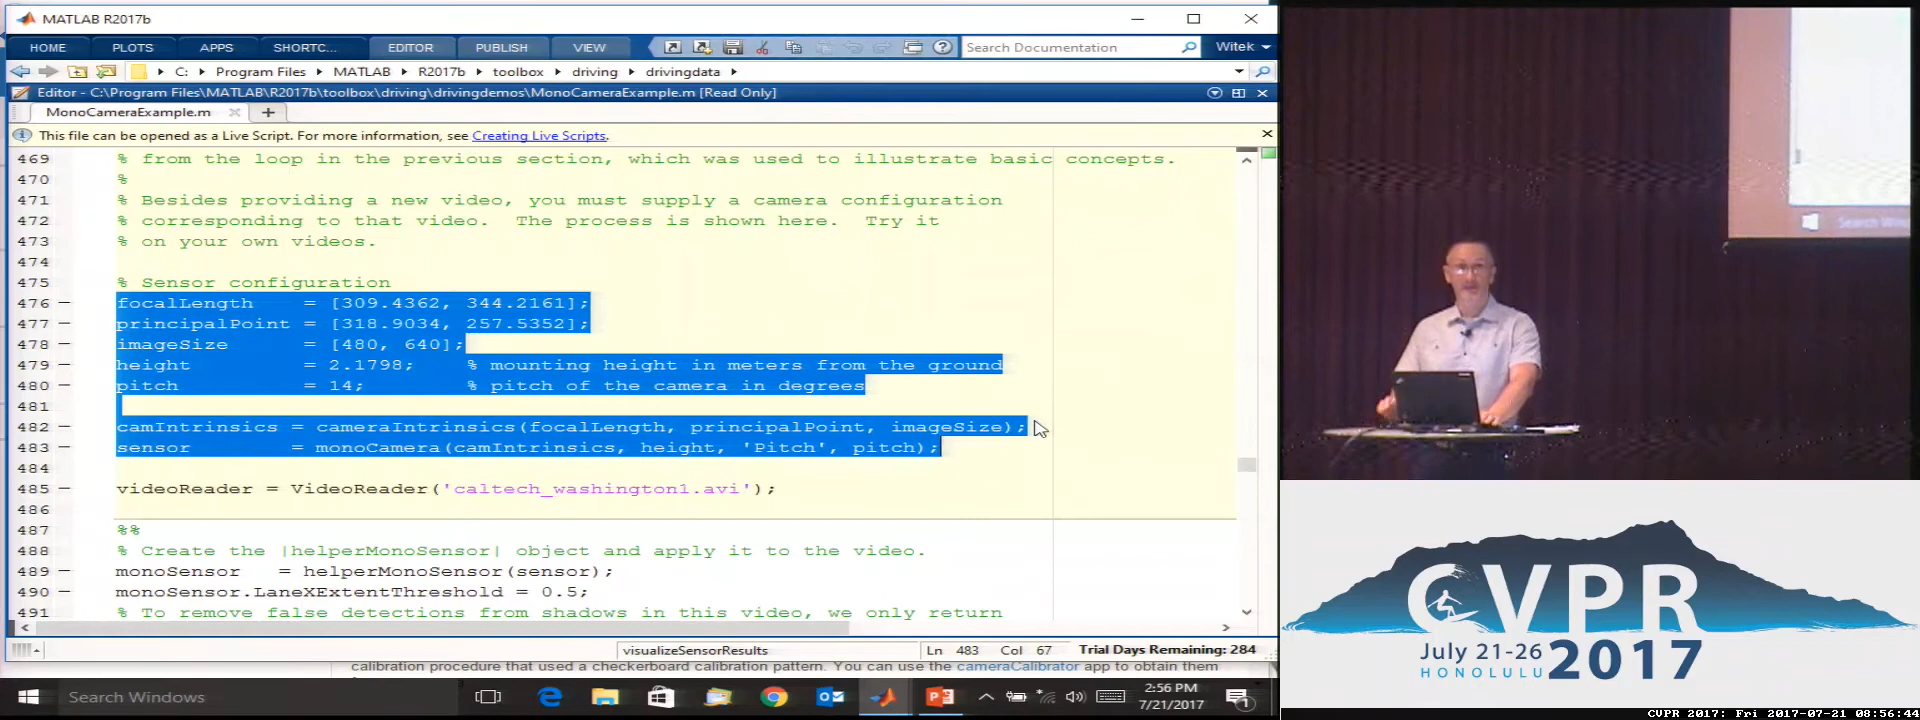 MATLAB R2017b
HOME PLOTS APPS SHORTC... EDITOR PUBLISH VIEW Search Documentation Witek
C: Program Files MATLAB R2017b toolbox driving drivingdata
Editor - C:\Program Files\MATLAB\R2017b\toolbox\driving\drivingdemos\MonoCameraExample.m [Read Only]
MonoCameraExample.m
This file can be opened as a Live Script. For more information, see Creating Live Scripts.
469 % from the loop in the previous section, which was used to illustrate basic concepts.
470 %
471 % Besides providing a new video, you must supply a camera configuration
472 % corresponding to that video. The process is shown here. Try it
473 % on your own videos.
474
475 % Sensor configuration
476 focalLength = [309.4362, 344.2161];
477 principalPoint = [318.9034, 257.5352];
478 imageSize = [480, 640];
479 height = 2.1798; % mounting height in meters from the ground
480 pitch = 14; % pitch of the camera in degrees
481
482 camIntrinsics = cameraIntrinsics(focalLength, principalPoint, imageSize);
483 sensor = monoCamera(camIntrinsics, height, 'Pitch', pitch);
484
485 videoReader = VideoReader('caltech_washington1.avi');
486
487 %%
488 % Create the |helperMonoSensor| object and apply it to the video.
489 monoSensor = helperMonoSensor(sensor);
490 monoSensor.LaneXExtentThreshold = 0.5;
491 % To remove false detections from shadows in this video, we only return
visualizeSensorResults Ln 483 Col 67 Trial Days Remaining: 284
calibration procedure that used a checkerboard calibration pattern. You can use the cameraCalibrator app to obtain them
Search Windows
2:56 PM
7/21/2017
Search Win
CVPR
July 21-26
HONOLULU 2017
CVPR 2017: Fri 2017-07-21 08:56:44